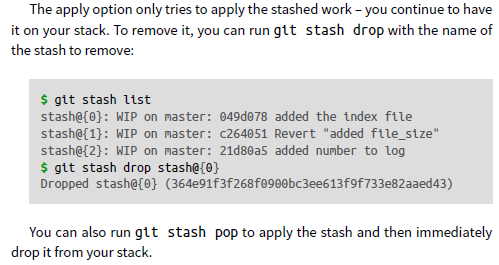 The apply option only tries to apply the stashed work – you continue to have
it on your stack. To remove it, you can run git stash drop with the name of
the stash to remove:
$ git stash list
stash@{0}: WIP on master: 049d078 added the index file
stash@{1}: WIP on master: c264051 Revert "added file_size"
stash@{2}: WIP on master: 21d80a5 added number to log
$ git stash drop stash@{0}
Dropped stash@{0} (364e91f3f268f0900bc3ee613f9f733e82aaed43)
You can also run git stash pop to apply the stash and then immediately
drop it from your stack.